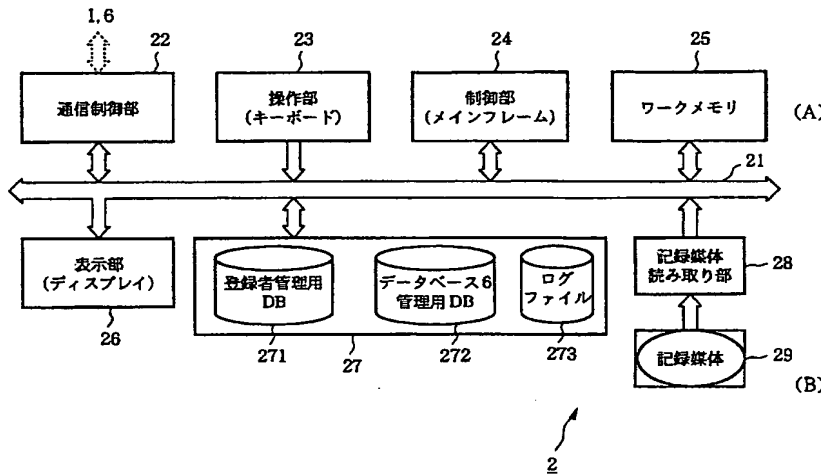 1, 6
22
23
24
25
通信制御部
操作部
(キーボード)
制御部
(メインフレーム)
ワークメモリ
(A)
21
表示部
(ディスプレイ)
登録者管理用
DB
データベース6
管理用DB
ログ
ファイル
記録媒体
読み取り部
28
26
271
27
272
273
記録媒体
29
(B)
2